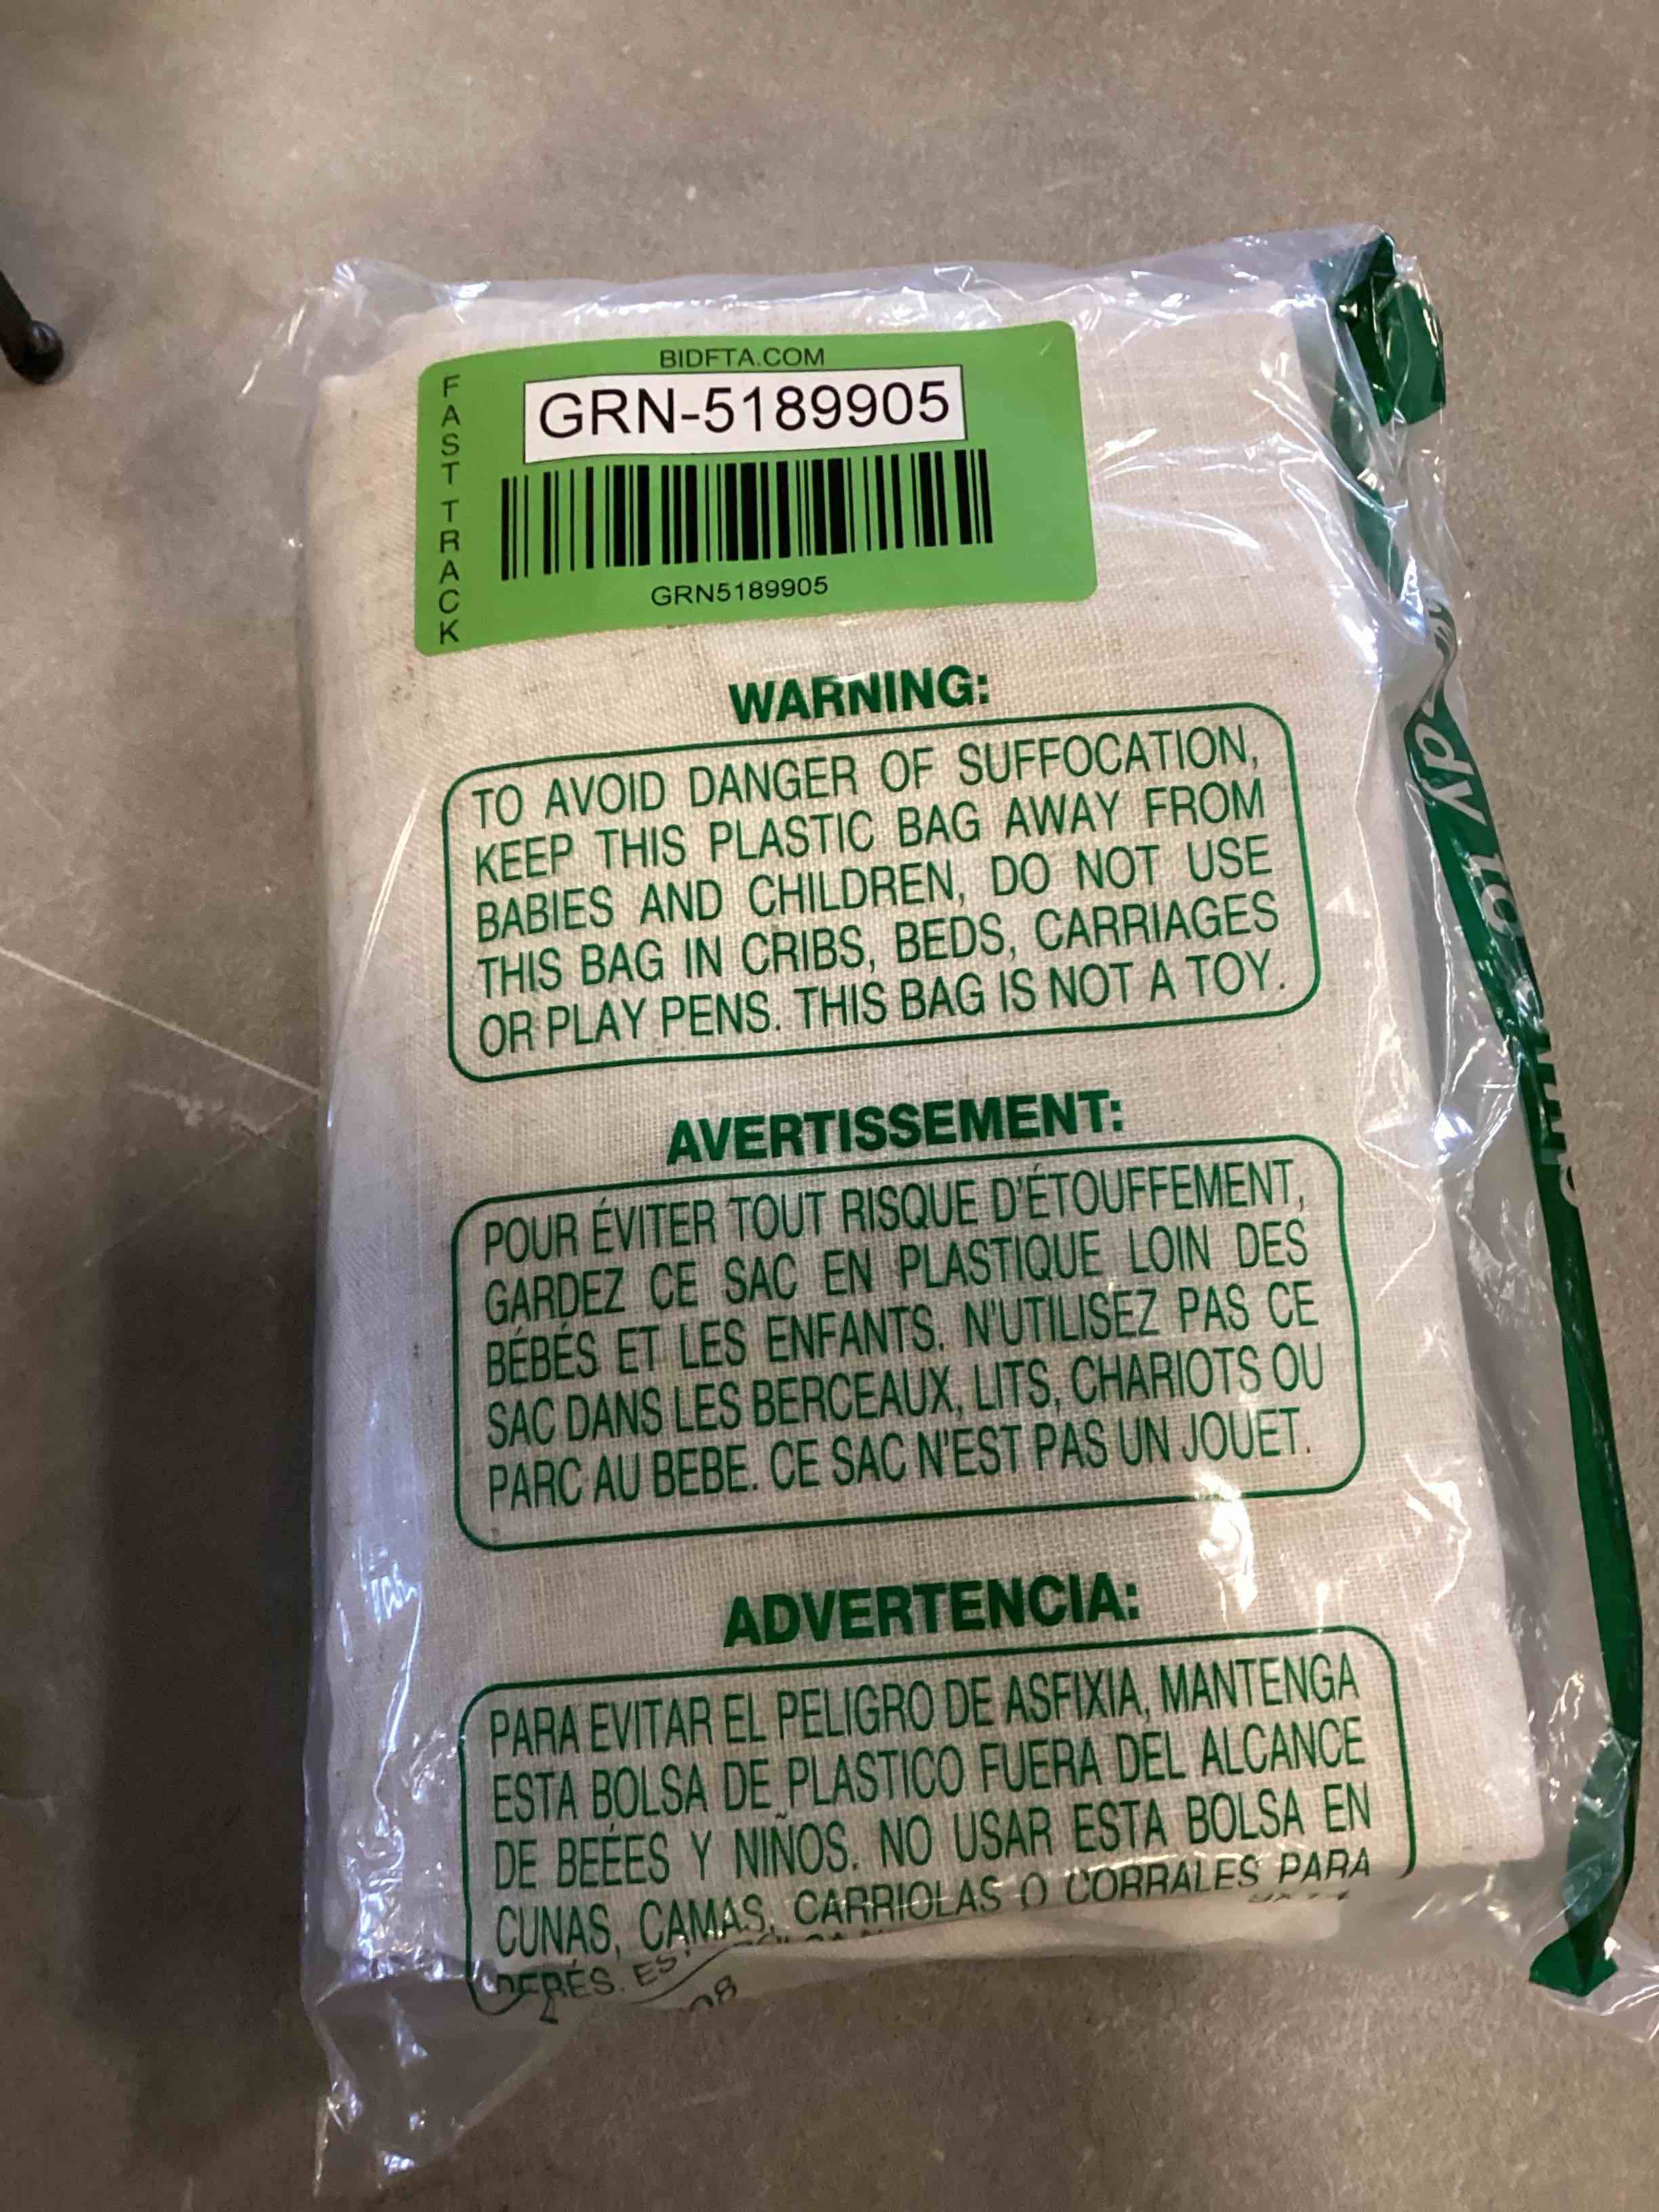 BIDFTA.COM
FAST TRACK
GRN-5189905
GRN5189905
WARNING:
TO AVOID DANGER OF SUFFOCATION,
KEEP THIS PLASTIC BAG AWAY FROM
BABIES AND CHILDREN, DO NOT USE
THIS BAG IN CRIBS, BEDS, CARRIAGES
OR PLAY PENS. THIS BAG IS NOT A TOY.
AVERTISSEMENT:
POUR ÉVITER TOUT RISQUE D'ÉTOUFFEMENT,
GARDEZ CE SAC EN PLASTIQUE LOIN DES
BÉBÉS ET LES ENFANTS. N'UTILISEZ PAS CE
SAC DANS LES BERCEAUX, LITS, CHARIOTS OU
PARC AU BEBE. CE SAC N'EST PAS UN JOUET.
ADVERTENCIA:
PARA EVITAR EL PELIGRO DE ASFIXIA, MANTENGA
ESTA BOLSA DE PLASTICO FUERA DEL ALCANCE
DE BEÉES Y NIÑOS. NO USAR ESTA BOLSA EN
CUNAS, CAMAS, CARRIOLAS O CORRALES PARA